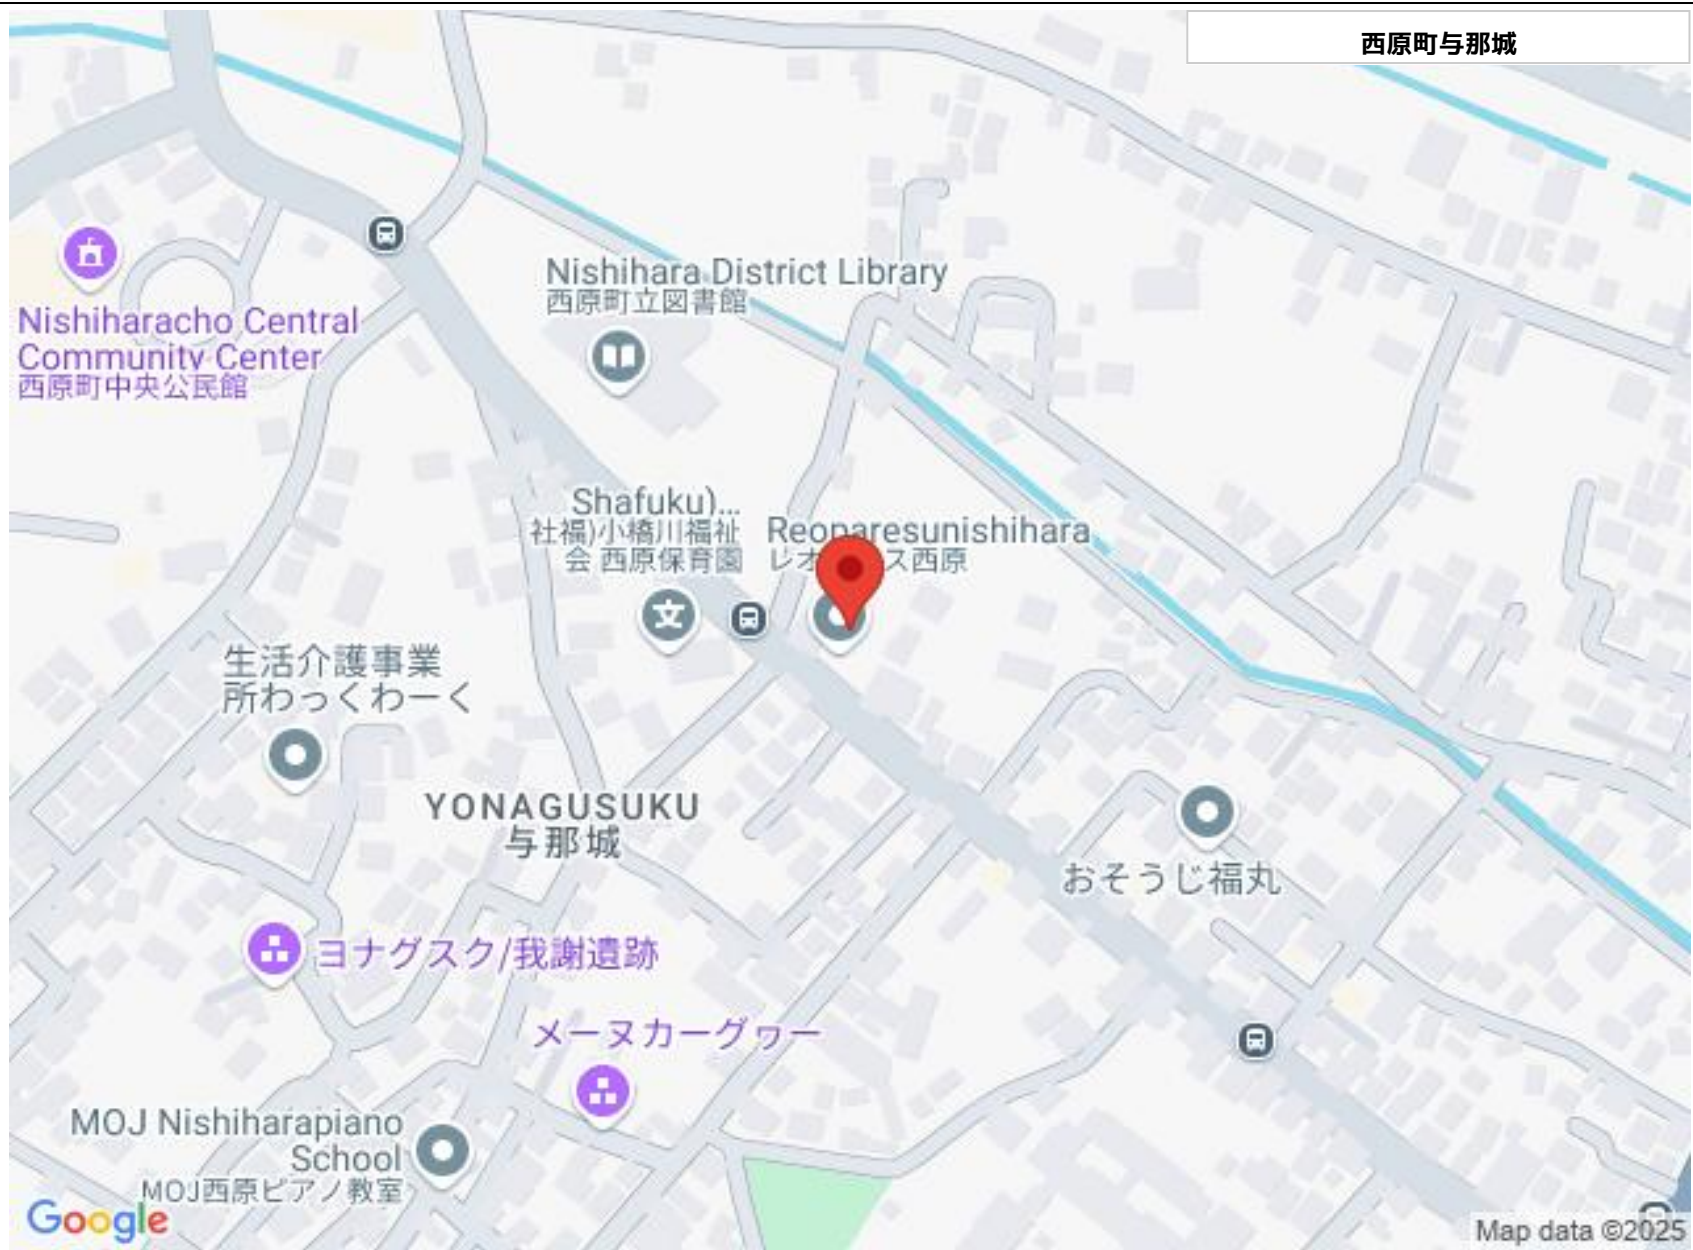 西原町与那城
Nishihara District Library
西原町立図書館
Nishiharacho Central
Community Center
西原町中央公民館
Shafuku)...
社福)小橋川福祉
会 西原保育園
Reoparesunishihara
レオ ス西原
生活介護事業
所わっくわーく
YONAGUSUKU
与那城
おそうじ福丸
ヨナグスク/我謝遺跡
メーヌカーグヮー
MOJ Nishiharapiano
School
MOJ西原ピアノ教室
文
Google
Map data ©2025